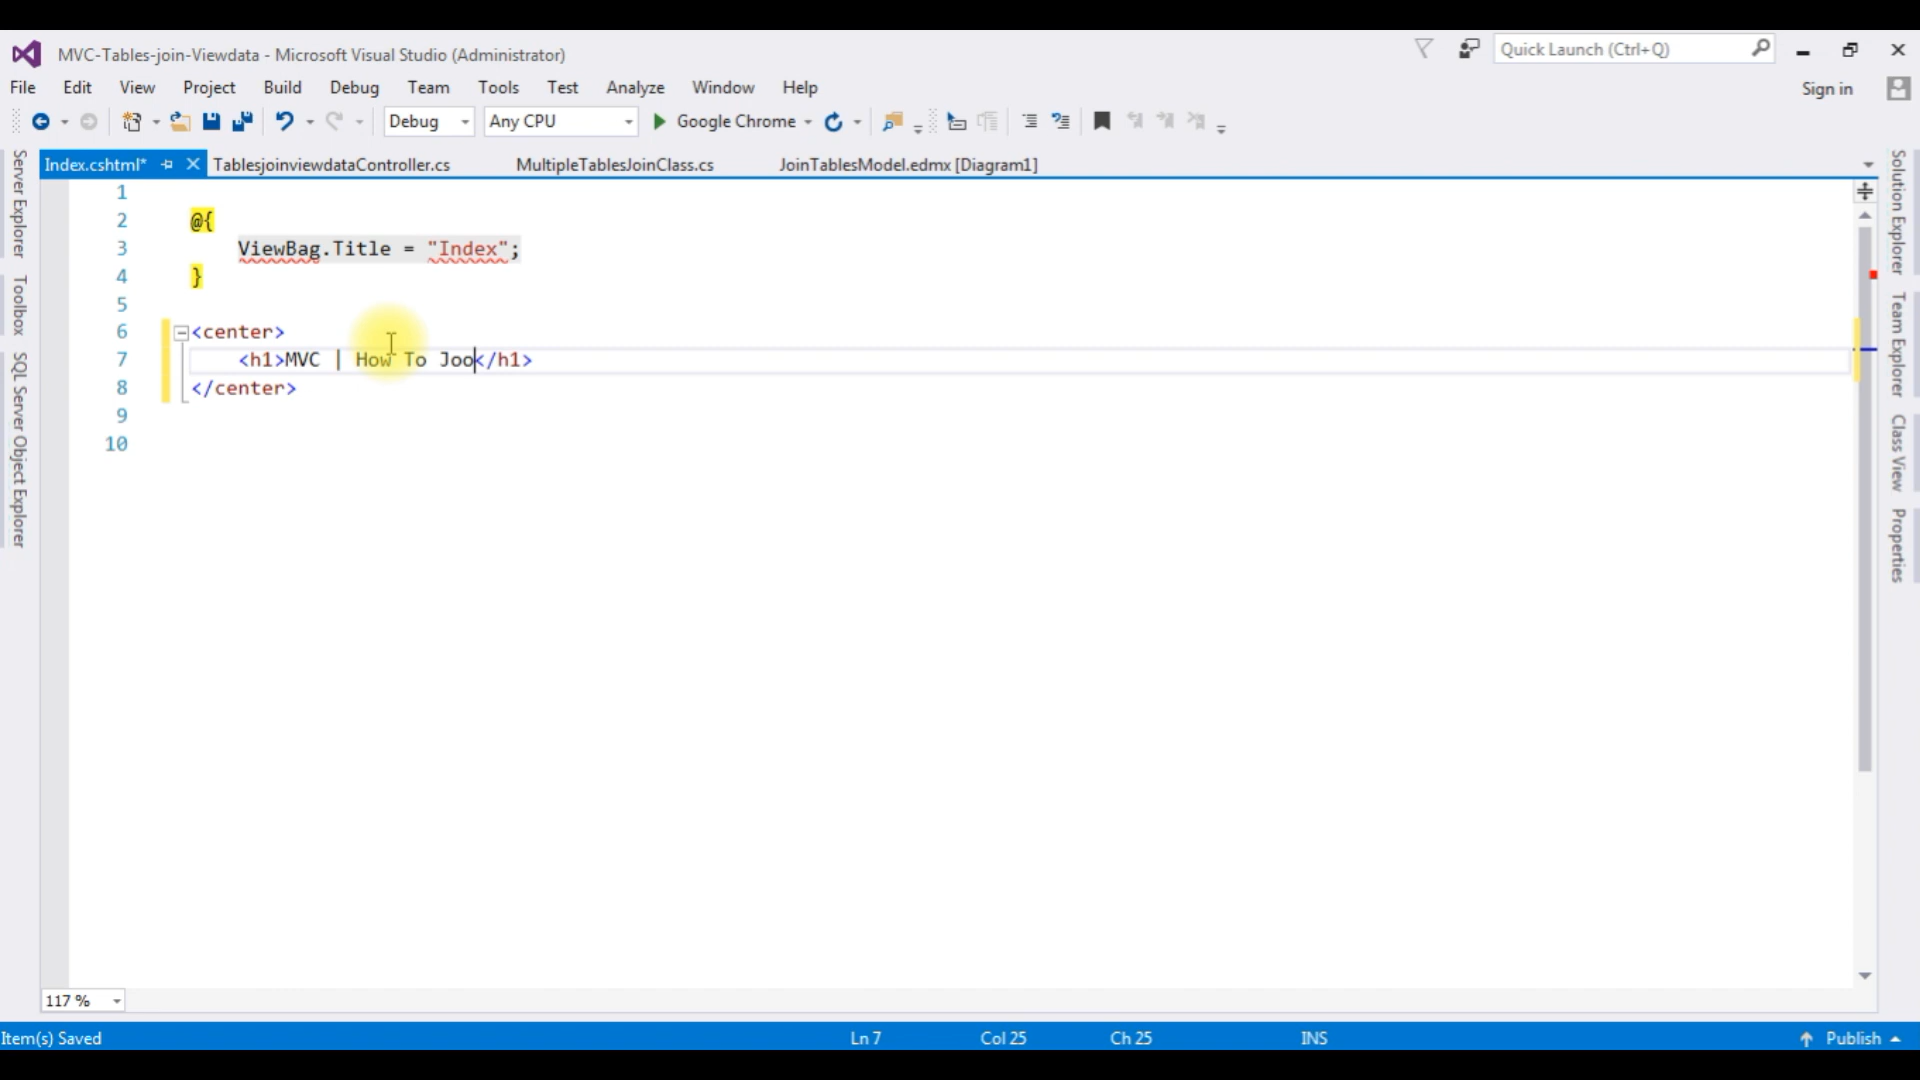 MVC-Tables-join-Viewdata - Microsoft Visual Studio (Administrator)
Quick Launch (Ctrl+Q)
File Edit View Project Build Debug Team Tools Test Analyze Window Help
Sign in
Debug Any CPU Google Chrome
Index.cshtml* TablesjoinviewdataController.cs MultipleTablesJoinClass.cs JoinTablesModel.edmx [Diagram1]
Server Explorer
Toolbox
SQL Server Object Explorer
1
2 @{
3 ViewBag.Title = "Index";
4 }
5
6 <center>
7 <h1>MVC | How To Joo</h1>
8 </center>
9
10
Solution Explorer
Team Explorer
Class View
Properties
117 %
Item(s) Saved Ln 7 Col 25 Ch 25 INS Publish